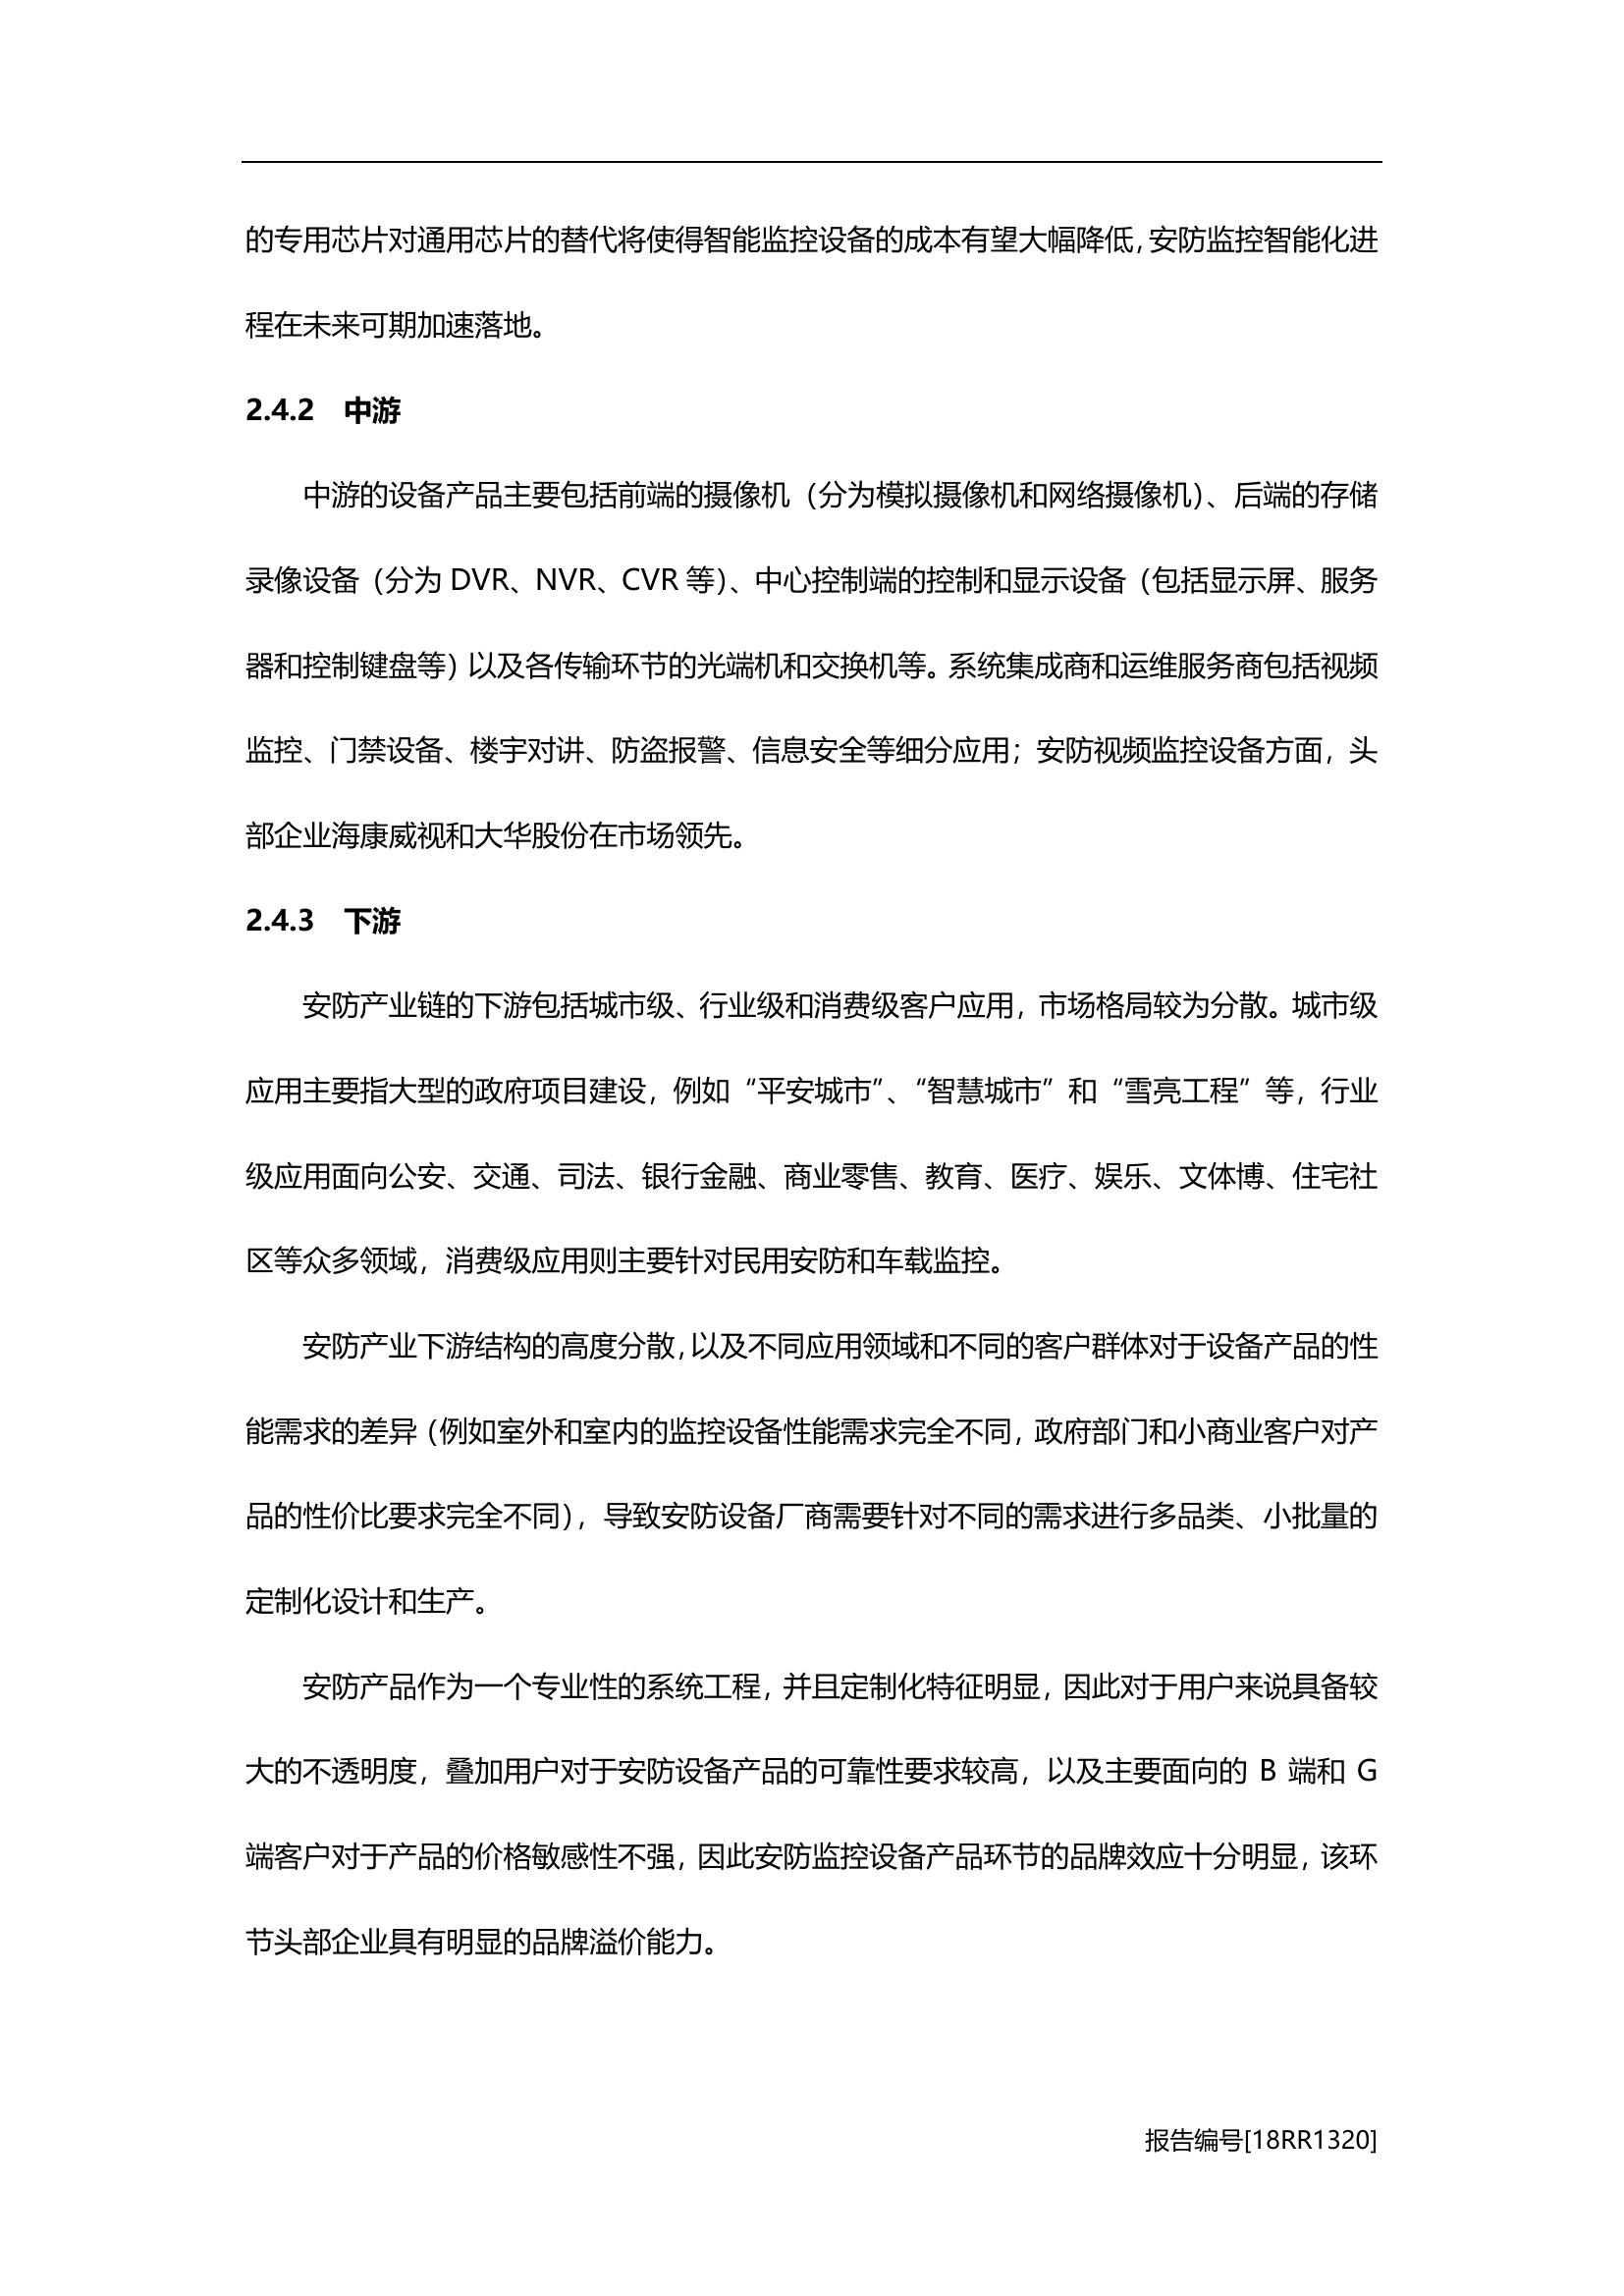 的专用芯片对通用芯片的替代将使得智能监控设备的成本有望大幅降低，安防监控智能化进
程在未来可期加速落地。
2.4.2 中游
中游的设备产品主要包括前端的摄像机（分为模拟摄像机和网络摄像机）、后端的存储
录像设备（分为 DVR、NVR、CVR 等）、中心控制端的控制和显示设备（包括显示屏、服务
器和控制键盘等）以及各传输环节的光端机和交换机等。系统集成商和运维服务商包括视频
监控、门禁设备、楼宇对讲、防盗报警、信息安全等细分应用；安防视频监控设备方面，头
部企业海康威视和大华股份在市场领先。
2.4.3 下游
安防产业链的下游包括城市级、行业级和消费级客户应用，市场格局较为分散。城市级
应用主要指大型的政府项目建设，例如“平安城市”、“智慧城市”和“雪亮工程”等，行业
级应用面向公安、交通、司法、银行金融、商业零售、教育、医疗、娱乐、文体博、住宅社
区等众多领域，消费级应用则主要针对民用安防和车载监控。
安防产业下游结构的高度分散，以及不同应用领域和不同的客户群体对于设备产品的性
能需求的差异（例如室外和室内的监控设备性能需求完全不同，政府部门和小商业客户对产
品的性价比要求完全不同），导致安防设备厂商需要针对不同的需求进行多品类、小批量的
定制化设计和生产。
安防产品作为一个专业性的系统工程，并且定制化特征明显，因此对于用户来说具备较
大的不透明度，叠加用户对于安防设备产品的可靠性要求较高，以及主要面向的 B 端和 G
端客户对于产品的价格敏感性不强，因此安防监控设备产品环节的品牌效应十分明显，该环
节头部企业具有明显的品牌溢价能力。
报告编号[18RR1320]